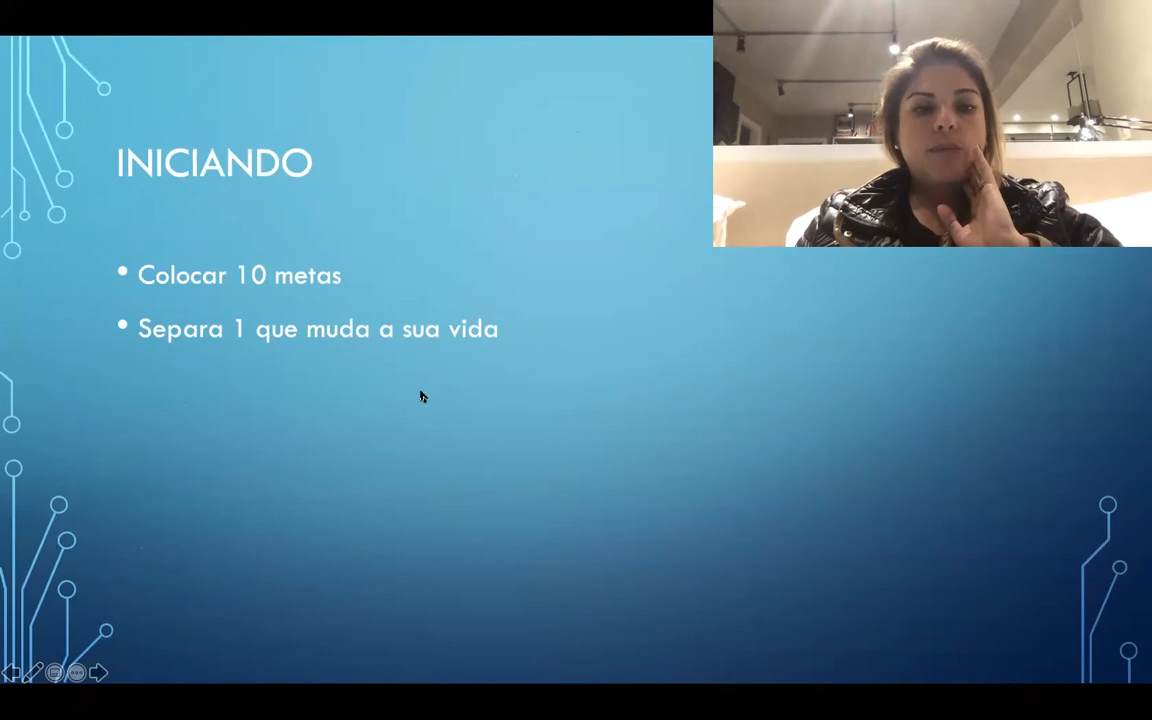 INICIANDO
• Colocar 10 metas
• Separa 1 que muda a sua vida